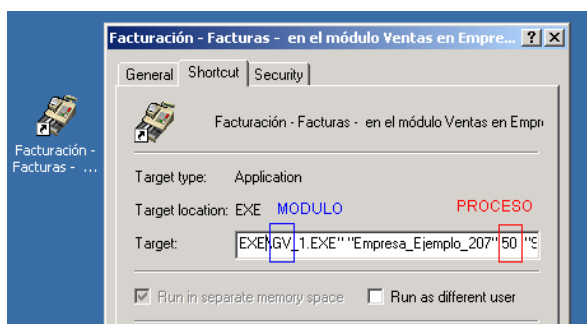 Facturación - Facturas - en el módulo Ventas en Empre...
General Shortcut Security
Facturación -
Facturas - ...
Facturación - Facturas - en el módulo Ventas en Empr
Target type: Application
Target location: EXE MODULO PROCESO
Target: EXE\GV_1.EXE" "Empresa_Ejemplo_207" 50 "S
Run in separate memory space Run as different user